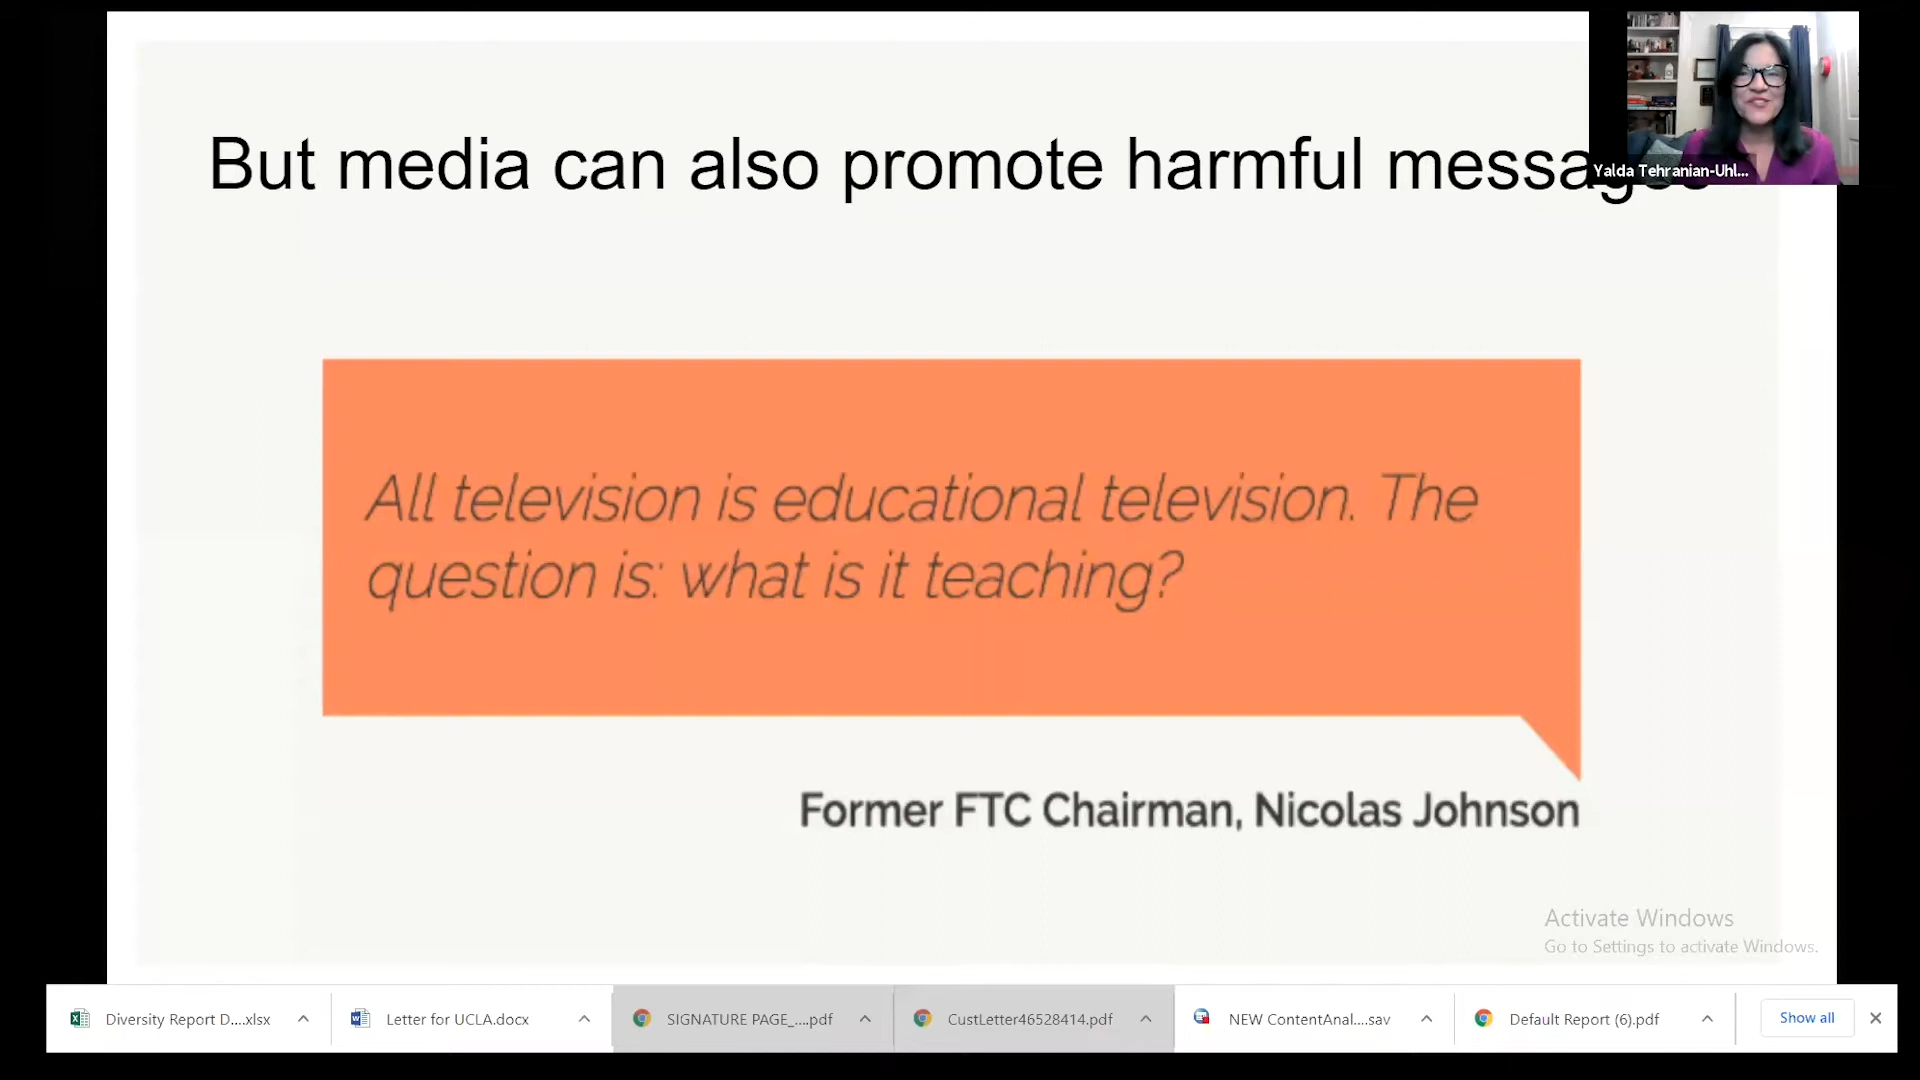 But media can also promote harmful messages
Yalda Tehranian-Uhl...
All television is educational television. The
question is: what is it teaching?
Former FTC Chairman, Nicolas Johnson
Activate Windows
Go to Settings to activate Windows.
Diversity Report D....xlsx
Letter for UCLA.docx
SIGNATURE PAGE_....pdf
CustLetter46528414.pdf
NEW ContentAnal....sav
Default Report (6).pdf
Show all